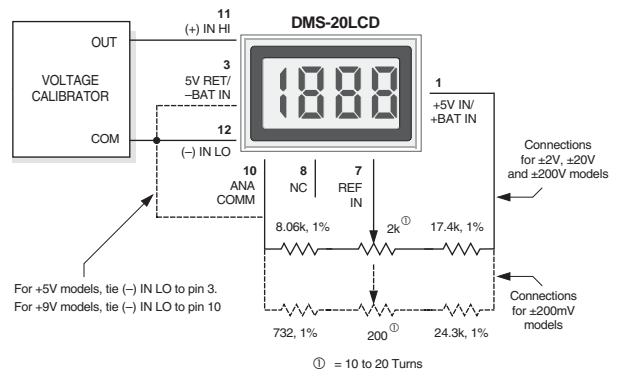 11
(+) IN HI
DMS-20LCD
OUT
VOLTAGE
CALIBRATOR
COM
3
5V RET/
–BAT IN
12
(–) IN LO
1888
1
+5V IN/
+BAT IN
10
ANA
COMM
8
NC
7
REF
IN
Connections
for ±2V, ±20V
and ±200V models
8.06k, 1%
2k①
17.4k, 1%
For +5V models, tie (–) IN LO to pin 3.
For +9V models, tie (–) IN LO to pin 10
Connections
for ±200mV
models
732, 1%
200①
24.3k, 1%
① = 10 to 20 Turns